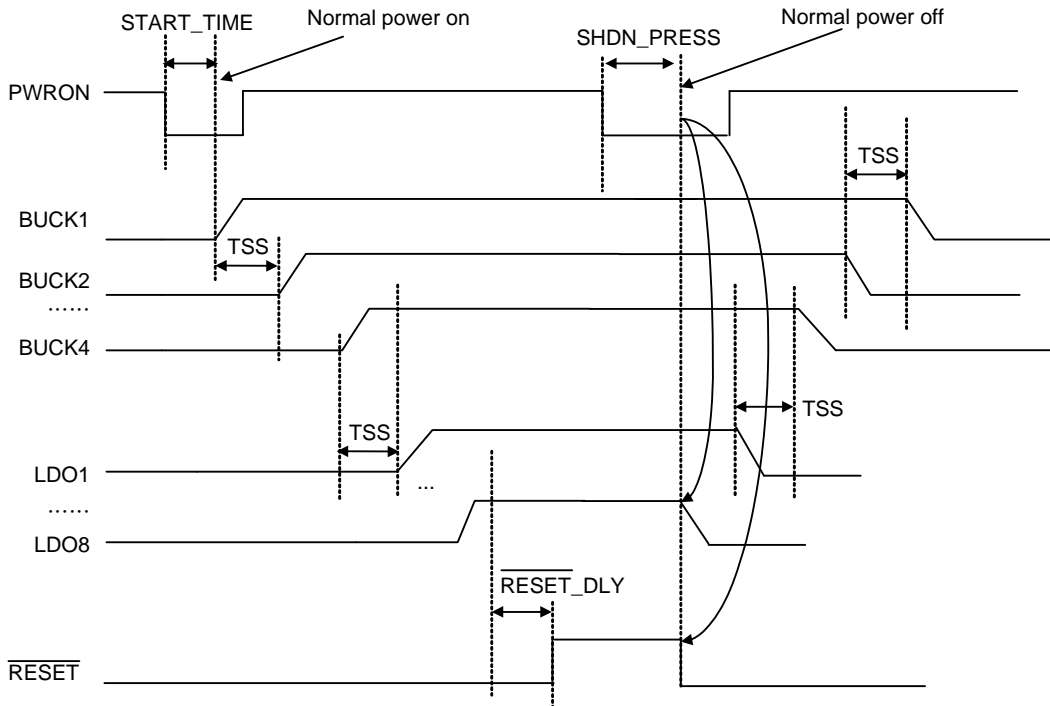 START_TIME
Normal power on
SHDN_PRESS
Normal power off
PWRON
TSS
BUCK1
TSS
BUCK2
......
BUCK4
TSS
TSS
LDO1
...
......
LDO8
RESET_DLY
RESET